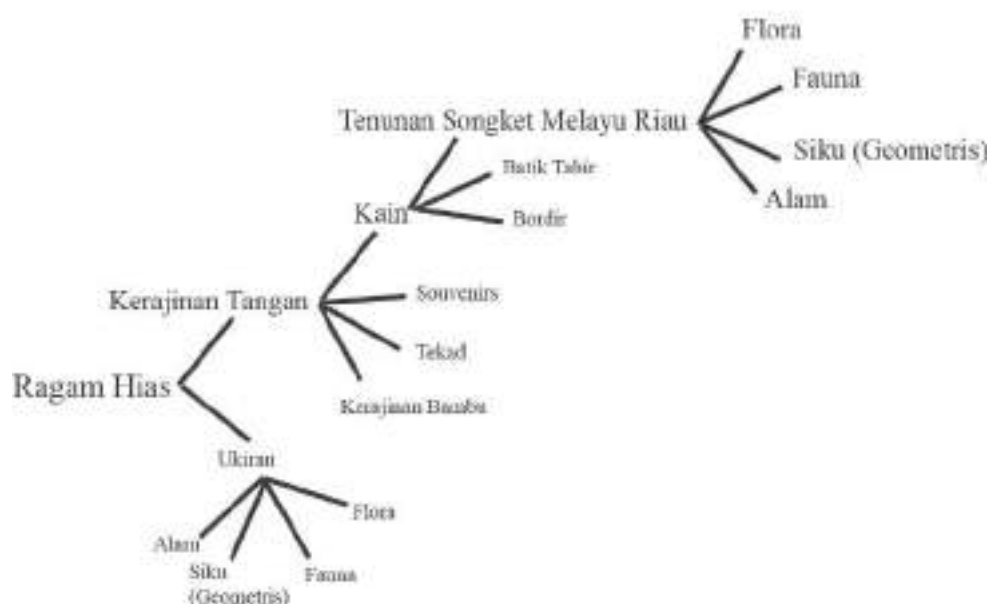 Flora
Fauna
Tenunan Songket Melayu Riau
Siku (Geometris)
Batik Tabir
Alam
Kain
Bordir
Souvenirs
Kerajinan Tangan
Tekad
Ragam Hias
Kerajinan Bambu
Ukiran
Flora
Alam
Siku
(Geometris)
Fauna